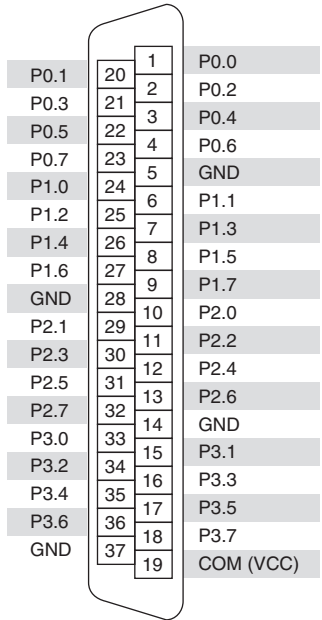 1 P0.0
P0.1 20
2 P0.2
P0.3 21
3 P0.4
P0.5 22
4 P0.6
P0.7 23
5 GND
P1.0 24
6 P1.1
P1.2 25
7 P1.3
P1.4 26
8 P1.5
P1.6 27
9 P1.7
GND 28
10 P2.0
P2.1 29
11 P2.2
P2.3 30
12 P2.4
P2.5 31
13 P2.6
P2.7 32
14 GND
P3.0 33
15 P3.1
P3.2 34
16 P3.3
P3.4 35
17 P3.5
P3.6 36
18 P3.7
GND 37
19 COM (VCC)